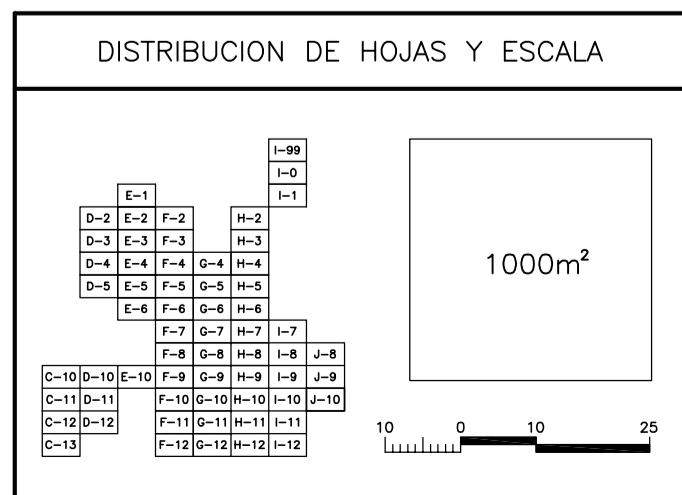 DISTRIBUCION DE HOJAS Y ESCALA
I-99
I-0
E-1 I-1
D-2 E-2 F-2 H-2
D-3 E-3 F-3 H-3
D-4 E-4 F-4 G-4 H-4
D-5 E-5 F-5 G-5 H-5
E-6 F-6 G-6 H-6
F-7 G-7 H-7 I-7
F-8 G-8 H-8 I-8 J-8
C-10 D-10 E-10 F-9 G-9 H-9 I-9 J-9
C-11 D-11 F-10 G-10 H-10 I-10 J-10
C-12 D-12 F-11 G-11 H-11 I-11
C-13 F-12 G-12 H-12 I-12
1000m²
10 0 10 25